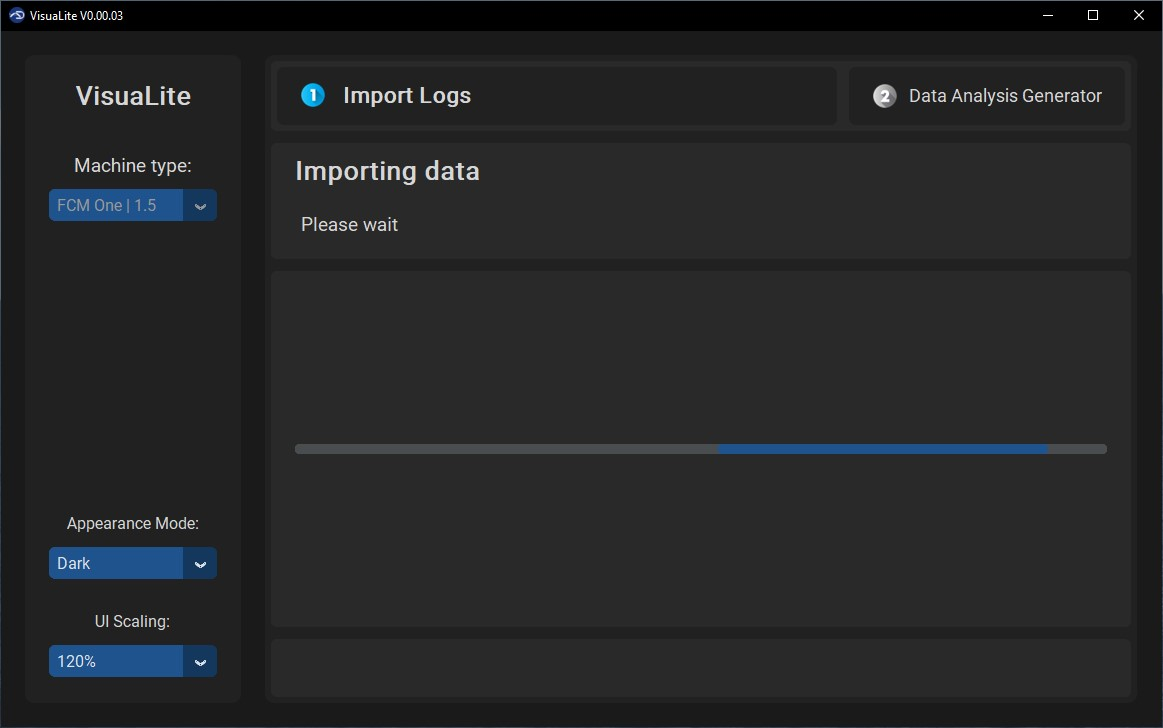 VisuaLite V0.00.03
VisuaLite
Machine type:
FCM One | 1.5
Appearance Mode:
Dark
UI Scaling:
120%
1 Import Logs
2 Data Analysis Generator
Importing data
Please wait